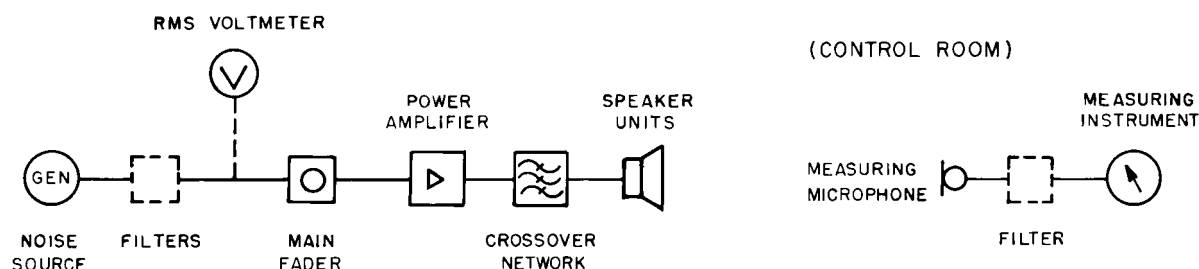 RMS VOLTMETER
(CONTROL ROOM)
POWER
AMPLIFIER
SPEAKER
UNITS
MEASURING
INSTRUMENT
GEN
MEASURING
MICROPHONE
NOISE
SOURCE
FILTERS
MAIN
FADER
CROSSOVER
NETWORK
FILTER
V